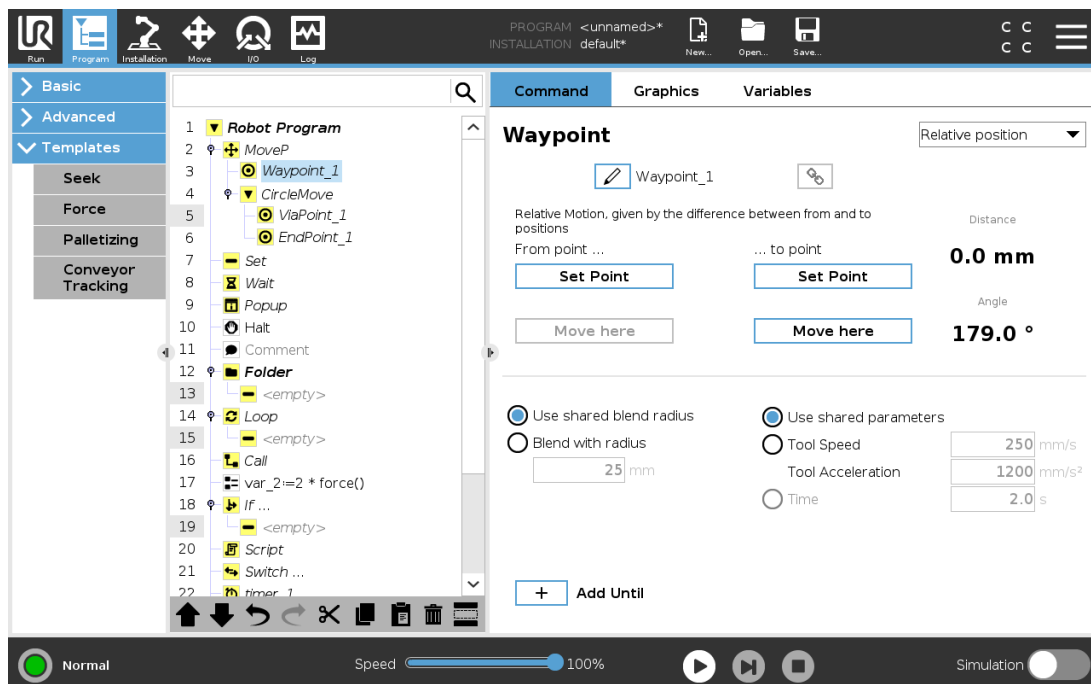 PROGRAM <unnamed>*
INSTALLATION default*
Run Program Installation Move I/O Log New... Open... Save...
C C
C C
Basic
Advanced
Templates
Seek
Force
Palletizing
Conveyor
Tracking
1 Robot Program
2 MoveP
3 Waypoint_1
4 CircleMove
5 ViaPoint_1
6 EndPoint_1
7 Set
8 Wait
9 Popup
10 Halt
11 Comment
12 Folder
13 <empty>
14 Loop
15 <empty>
16 Call
17 var_2:=2 * force()
18 If ...
19 <empty>
20 Script
21 Switch ...
22 timer_1
Command Graphics Variables
Waypoint
Relative position
Waypoint_1
Relative Motion, given by the difference between from and to
positions
From point ... ... to point
Set Point Set Point
Move here Move here
Distance
0.0 mm
Angle
179.0 °
Use shared blend radius
Blend with radius
25 mm
Use shared parameters
Tool Speed 250 mm/s
Tool Acceleration 1200 mm/s²
Time 2.0 s
+ Add Until
Normal
Speed 100%
Simulation